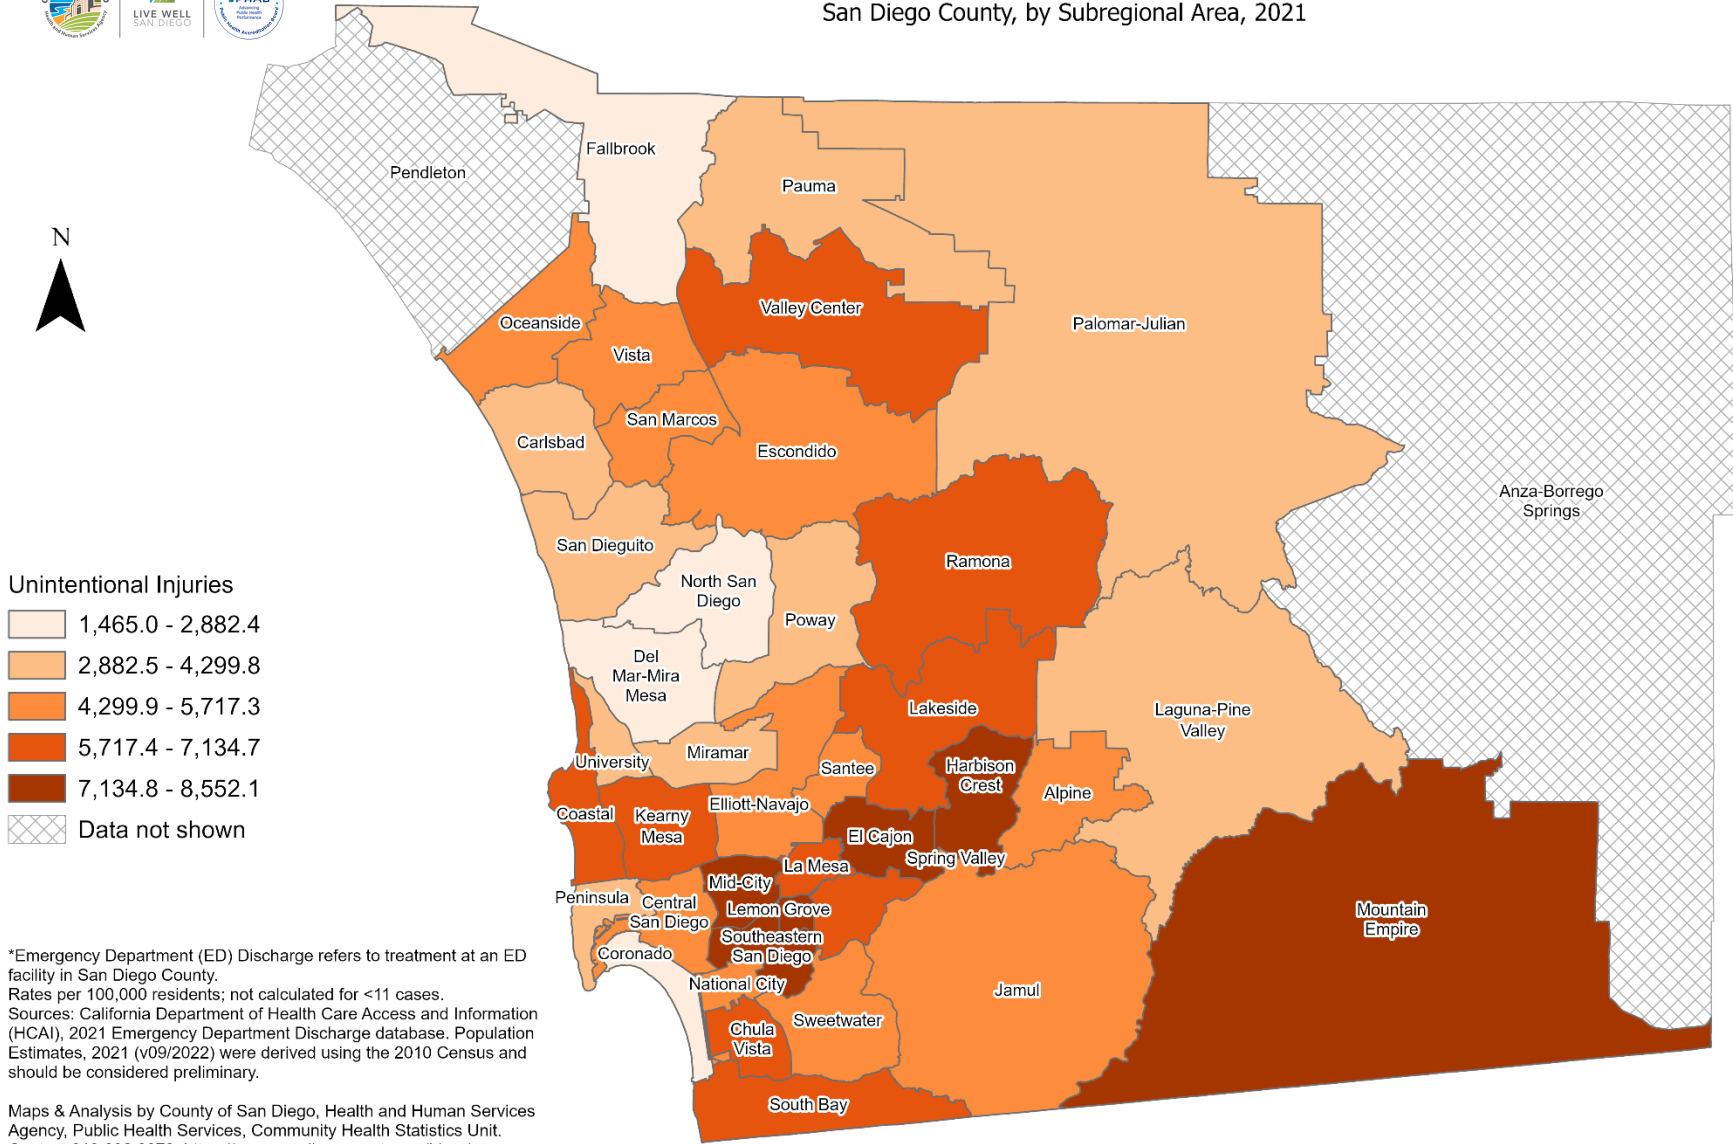 LIVE WELL
SAN DIEGO
San Diego County, by Subregional Area, 2021
N
Pendleton
Fallbrook
Pauma
Oceanside
Vista
Valley Center
Palomar-Julian
San Marcos
Carlsbad
Escondido
Anza-Borrego
Springs
San Dieguito
Ramona
North San
Diego
Poway
Del
Mar-Mira
Mesa
Lakeside
Laguna-Pine
Valley
University
Miramar
Santee
Harbison
Crest
Alpine
Coastal
Kearny
Mesa
Elliott-Navajo
El Cajon
Spring Valley
La Mesa
Mid-City
Peninsula
Central
San Diego
Lemon Grove
Mountain
Empire
Southeastern
San Diego
Coronado
National City
Jamul
Sweetwater
Chula
Vista
South Bay
Unintentional Injuries
1,465.0 - 2,882.4
2,882.5 - 4,299.8
4,299.9 - 5,717.3
5,717.4 - 7,134.7
7,134.8 - 8,552.1
Data not shown
*Emergency Department (ED) Discharge refers to treatment at an ED
facility in San Diego County.
Rates per 100,000 residents; not calculated for <11 cases.
Sources: California Department of Health Care Access and Information
(HCAI), 2021 Emergency Department Discharge database. Population
Estimates, 2021 (v09/2022) were derived using the 2010 Census and
should be considered preliminary.
Maps & Analysis by County of San Diego, Health and Human Services
Agency, Public Health Services, Community Health Statistics Unit.